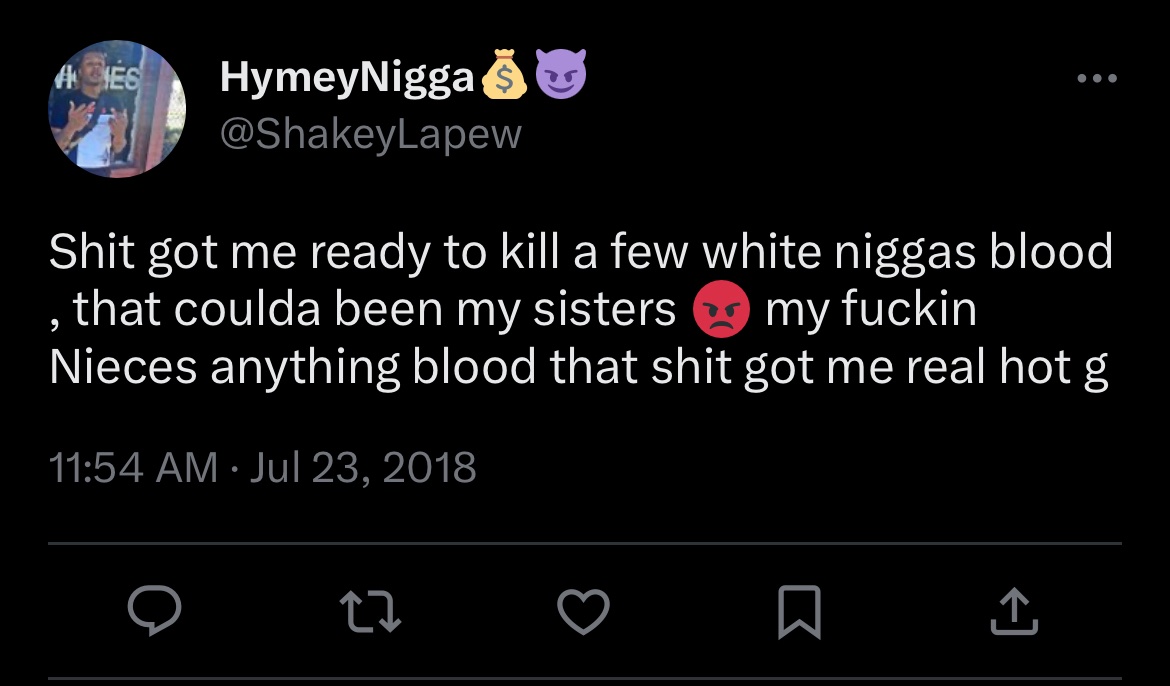 HymeyNigga💰😈
@ShakeyLapew
Shit got me ready to kill a few white niggas blood
, that coulda been my sisters 😡 my fuckin
Nieces anything blood that shit got me real hot g
11:54 AM · Jul 23, 2018